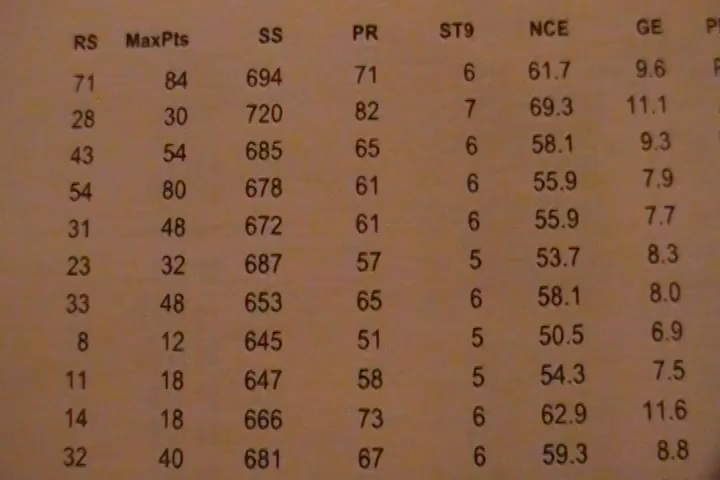 RS MaxPts SS PR ST9 NCE GE
71 84 694 71 6 61.7 9.6
28 30 720 82 7 69.3 11.1
43 54 685 65 6 58.1 9.3
54 80 678 61 6 55.9 7.9
31 48 672 61 6 55.9 7.7
23 32 687 57 5 53.7 8.3
33 48 653 65 6 58.1 8.0
8 12 645 51 5 50.5 6.9
11 18 647 58 5 54.3 7.5
14 18 666 73 6 62.9 11.6
32 40 681 67 6 59.3 8.8